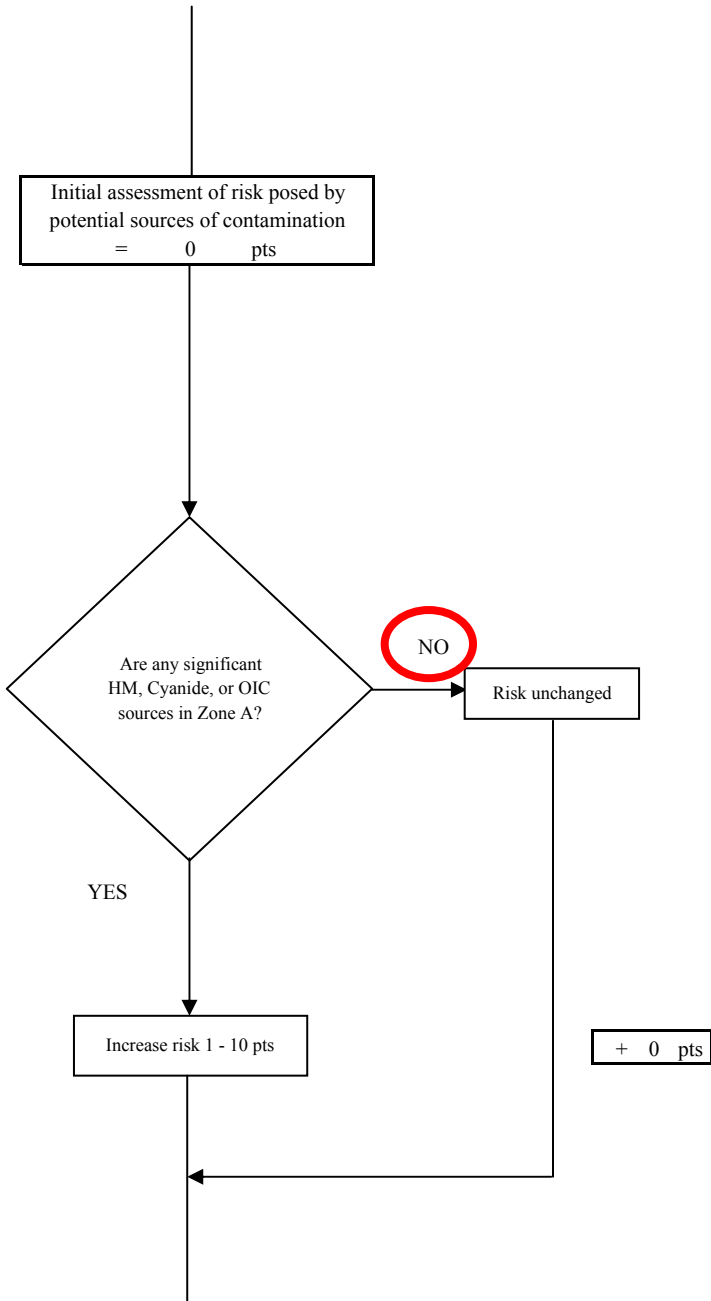 Initial assessment of risk posed by
potential sources of contamination
= 0 pts
Are any significant
HM, Cyanide, or OIC
sources in Zone A?
NO
Risk unchanged
YES
Increase risk 1 - 10 pts
+ 0 pts